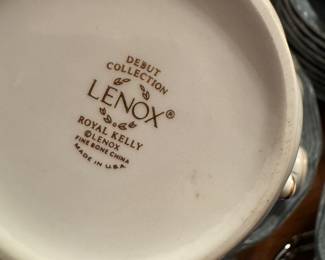 DEBUT
COLLECTION
LENOX®
ROYAL KELLY
©LENOX
FINE BONE CHINA
MADE IN U.S.A.